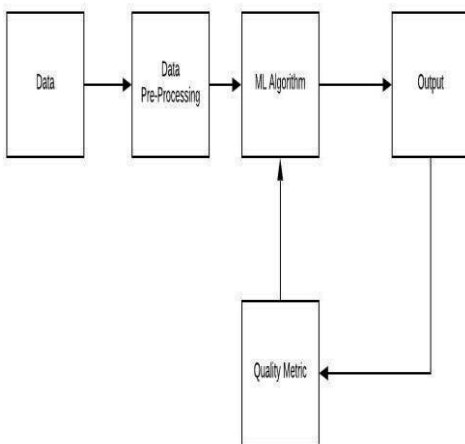 Data
Data
Pre-Processing
ML Algorithm
Output
Quality Metric